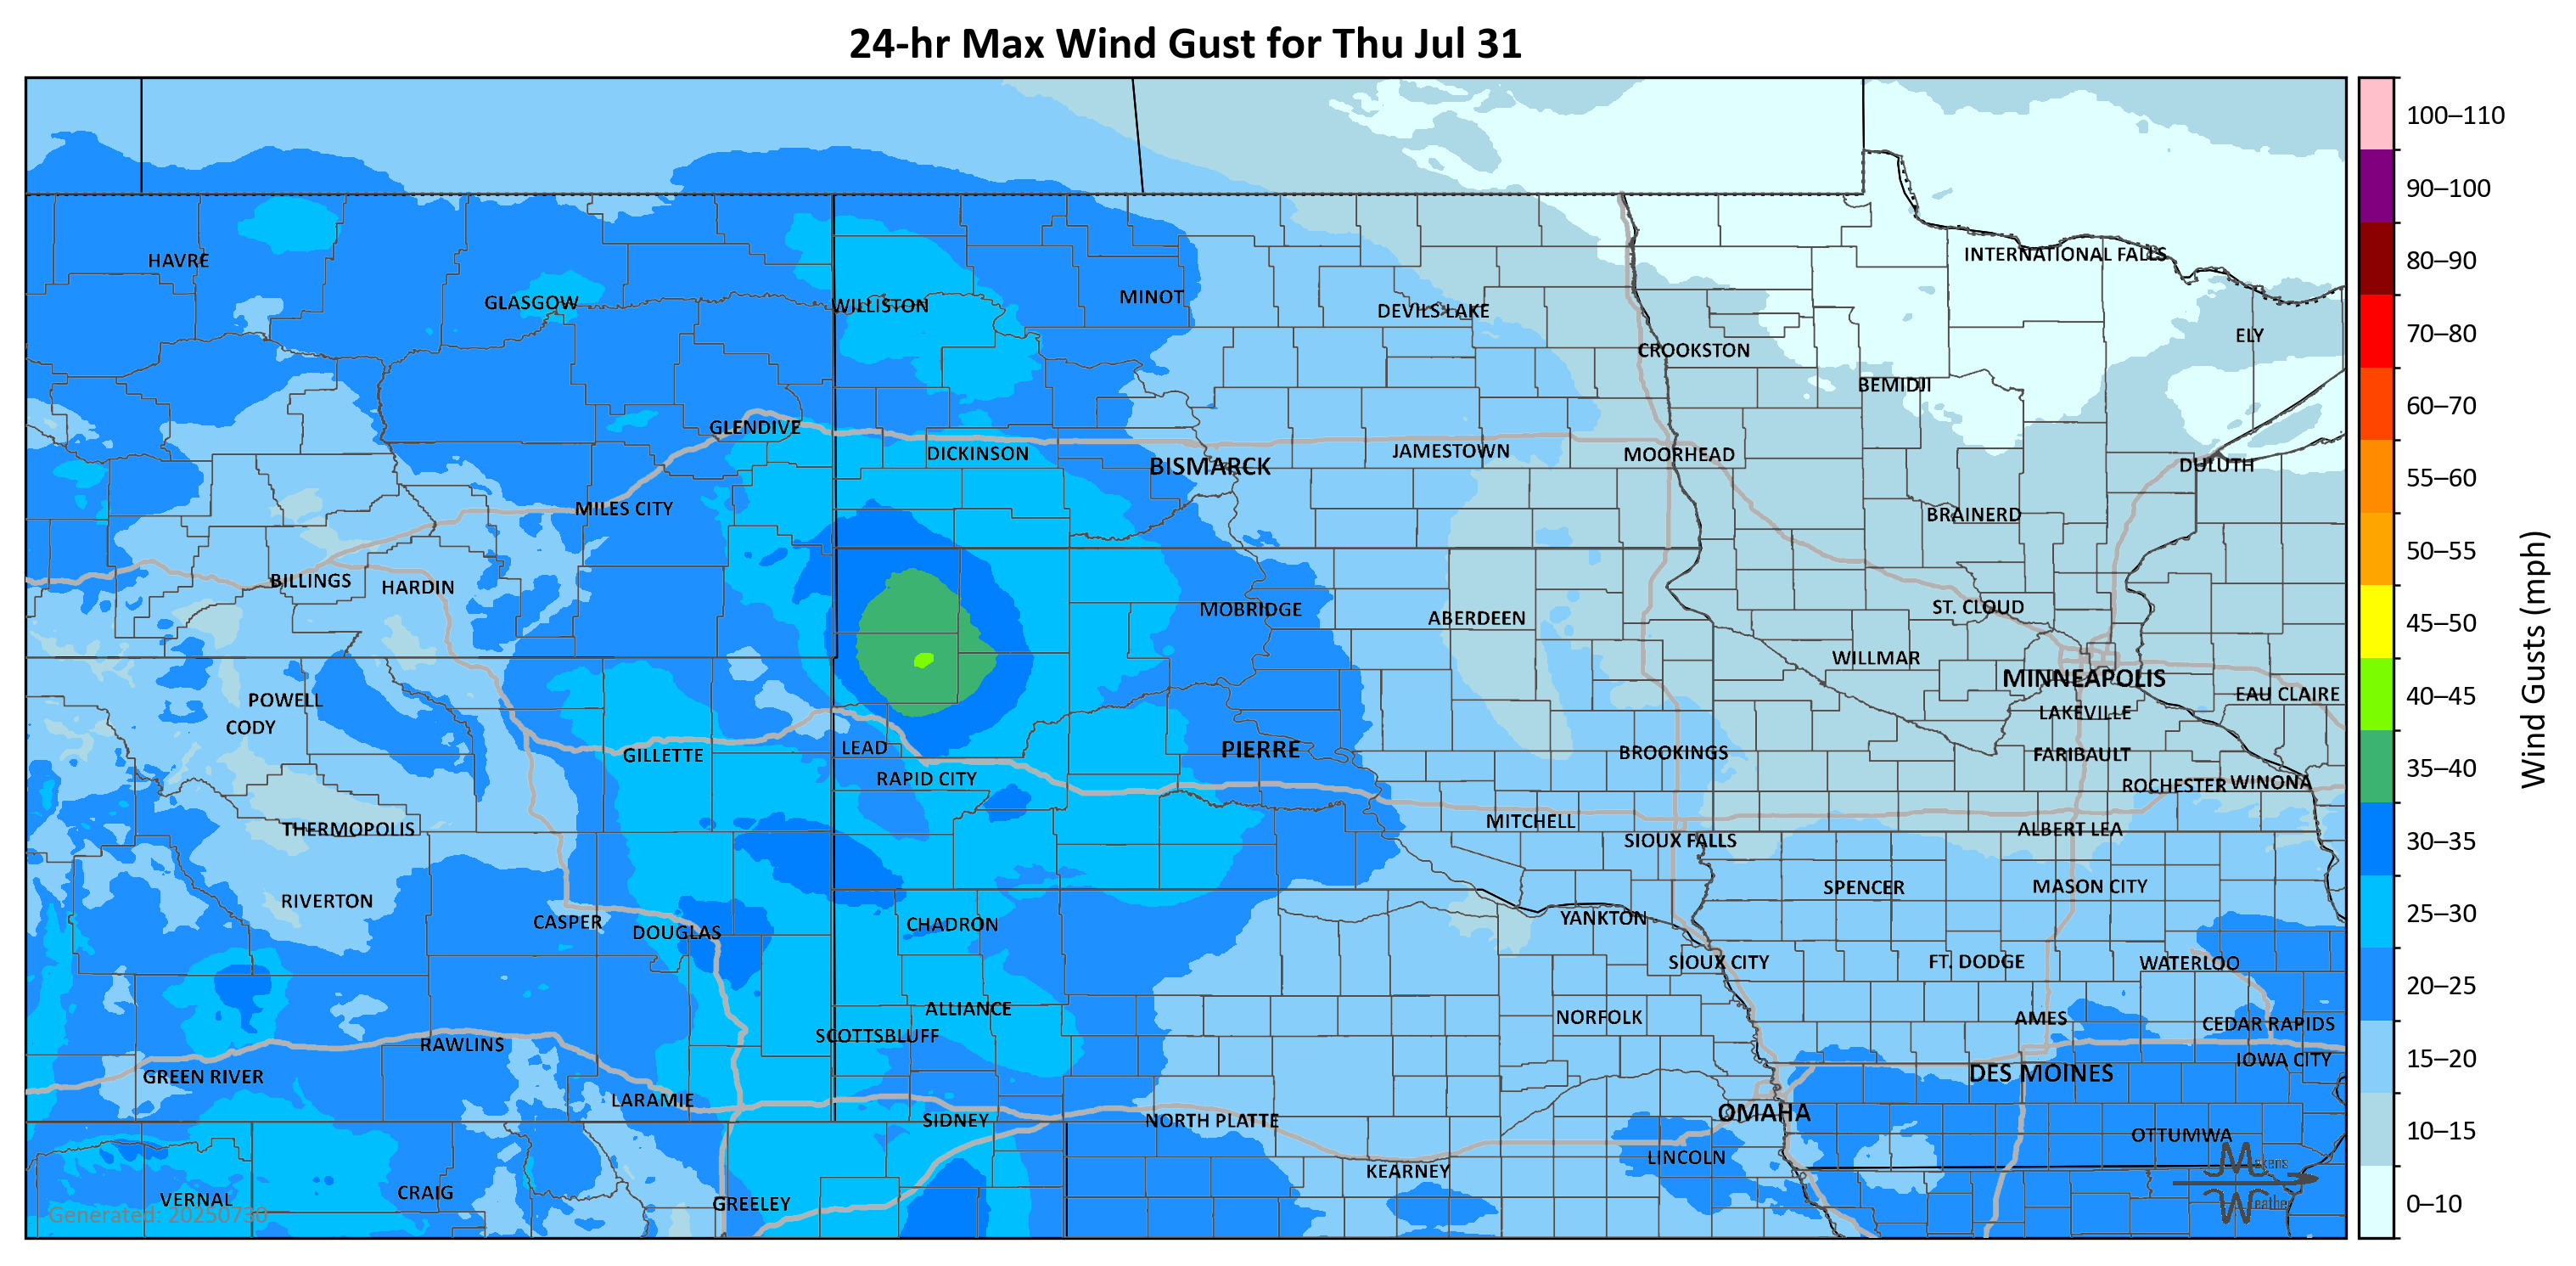 24-hr Max Wind Gust for Thu Jul 31
100–110
90–100
80–90
70–80
60–70
55–60
50–55
45–50
40–45
35–40
30–35
25–30
20–25
15–20
10–15
0–10
Wind Gusts (mph)
HAVRE
INTERNATIONAL FALLS
GLASGOW
WILLISTON
MINOT
DEVILS LAKE
ELY
CROOKSTON
BEMIDJI
GLENDIVE
DICKINSON
BISMARCK
JAMESTOWN
MOORHEAD
DULUTH
MILES CITY
BRAINERD
BILLINGS
HARDIN
MOBRIDGE
ABERDEEN
ST. CLOUD
WILLMAR
MINNEAPOLIS
EAU CLAIRE
POWELL
CODY
LAKEVILLE
GILLETTE
LEAD
PIERRE
BROOKINGS
FARIBAULT
RAPID CITY
ROCHESTER
WINONA
THERMOPOLIS
MITCHELL
SIOUX FALLS
ALBERT LEA
RIVERTON
SPENCER
MASON CITY
CASPER
DOUGLAS
CHADRON
YANKTON
SIOUX CITY
FT. DODGE
WATERLOO
ALLIANCE
NORFOLK
AMES
CEDAR RAPIDS
SCOTTSBLUFF
RAWLINS
IOWA CITY
GREEN RIVER
DES MOINES
LARAMIE
SIDNEY
NORTH PLATTE
OMAHA
OTTUMWA
LINCOLN
KEARNEY
VERNAL
CRAIG
GREELEY
Generated: 20250730
Makens
Weather